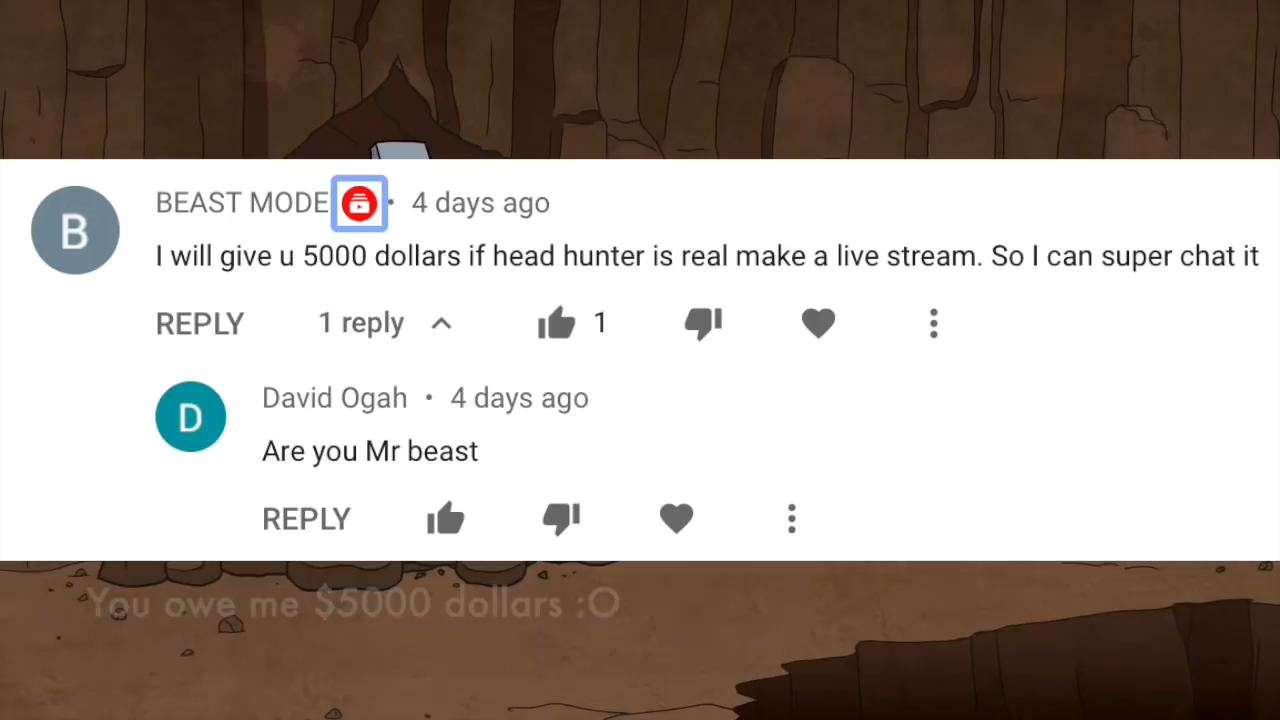 B
BEAST MODE • 4 days ago
I will give u 5000 dollars if head hunter is real make a live stream. So I can super chat it
REPLY 1 reply 1
D
David Ogah • 4 days ago
Are you Mr beast
REPLY
You owe me $5000 dollars :O